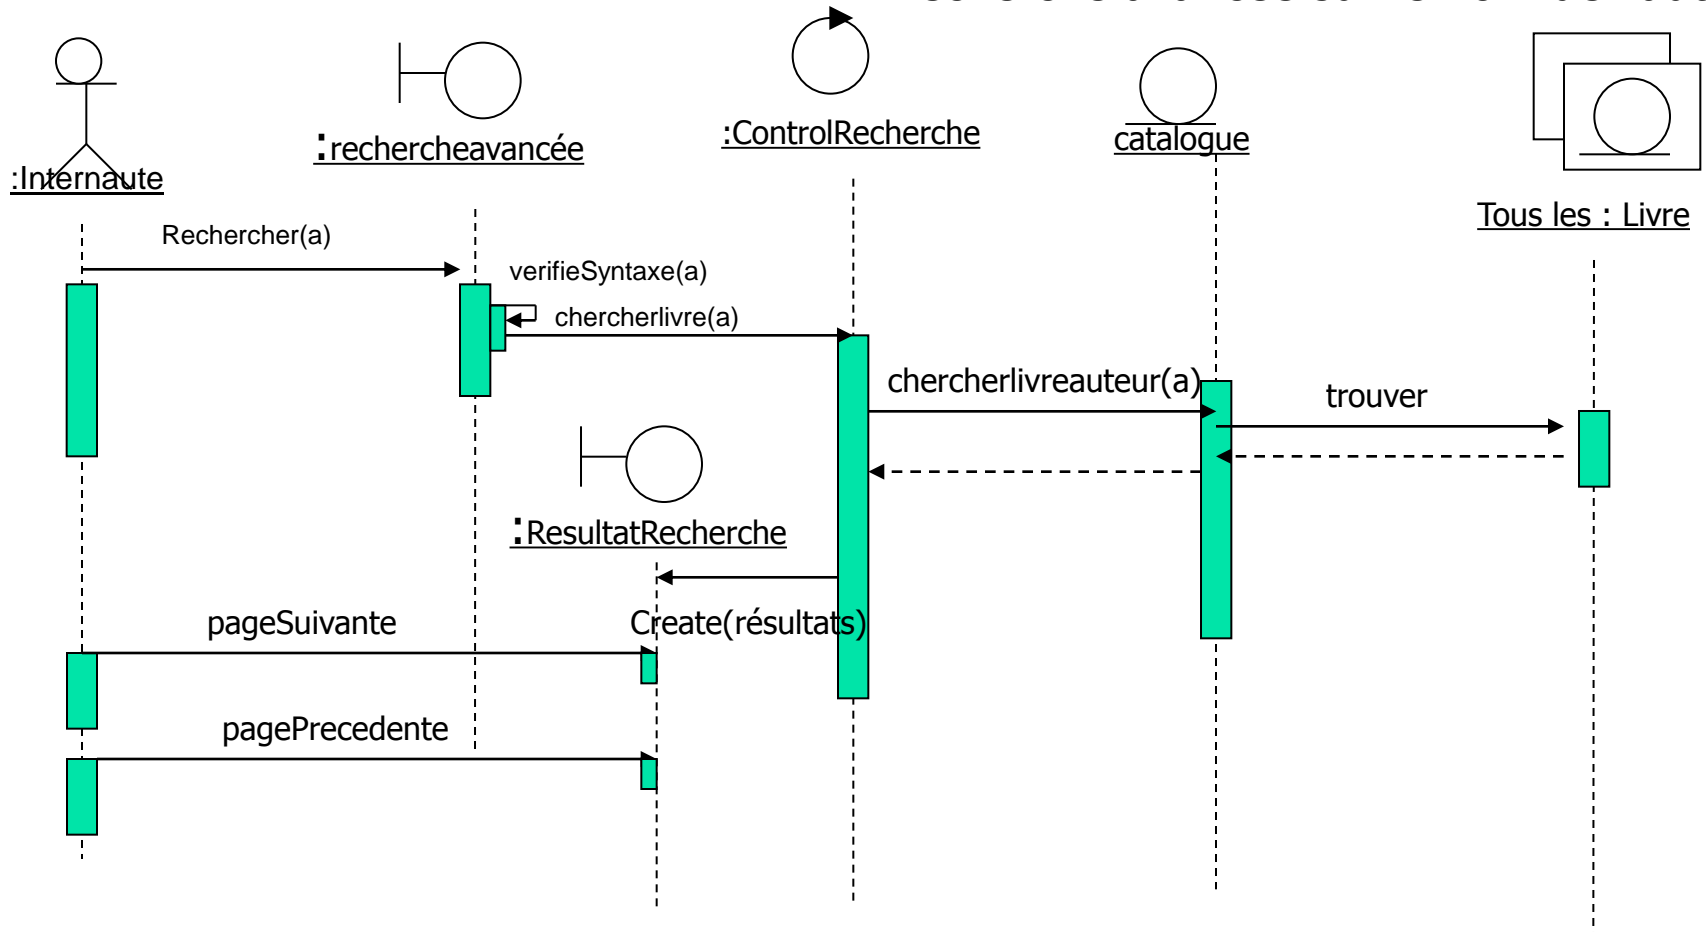 :ControlRecherche
catalogue
:rechercheavancée
:Internaute
Tous les : Livre
Rechercher(a)
verifieSyntaxe(a)
chercherlivre(a)
chercherlivreauteur(a)
trouver
:ResultatRecherche
pageSuivante
Create(résultats)
pagePrecedente